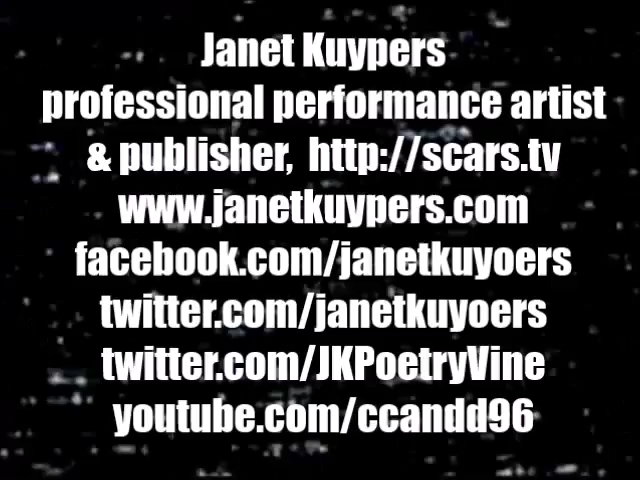 Janet Kuypers
professional performance artist
& publisher, http://scars.tv
www.janetkuypers.com
facebook.com/janetkuyoers
twitter.com/janetkuyoers
twitter.com/JKPoetryVine
youtube.com/ccandd96